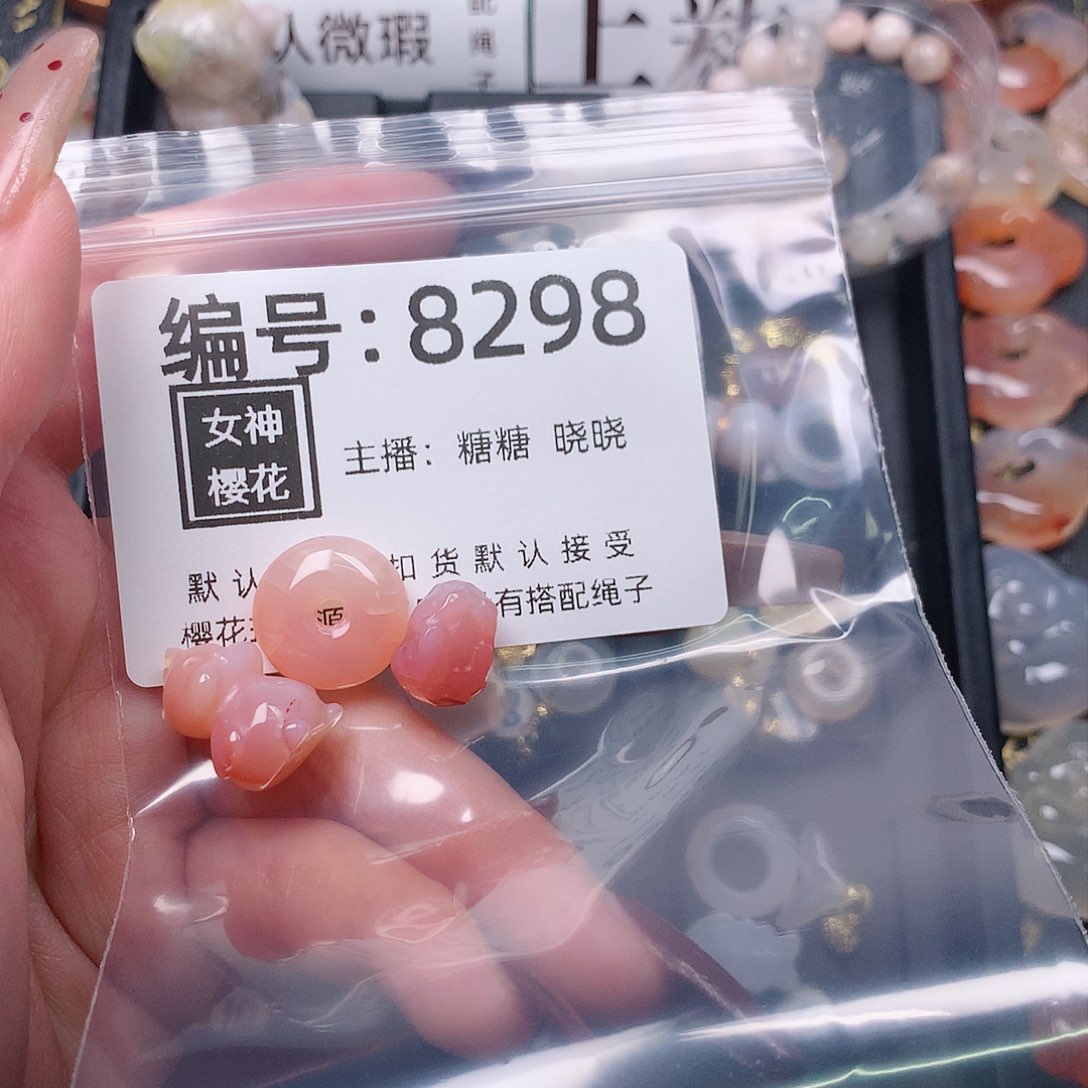 人微瑕
配绳子
编号：8298
女神
樱花
主播：糖糖 晓晓
默认 扣货默认接受
樱花 有搭配绳子
源